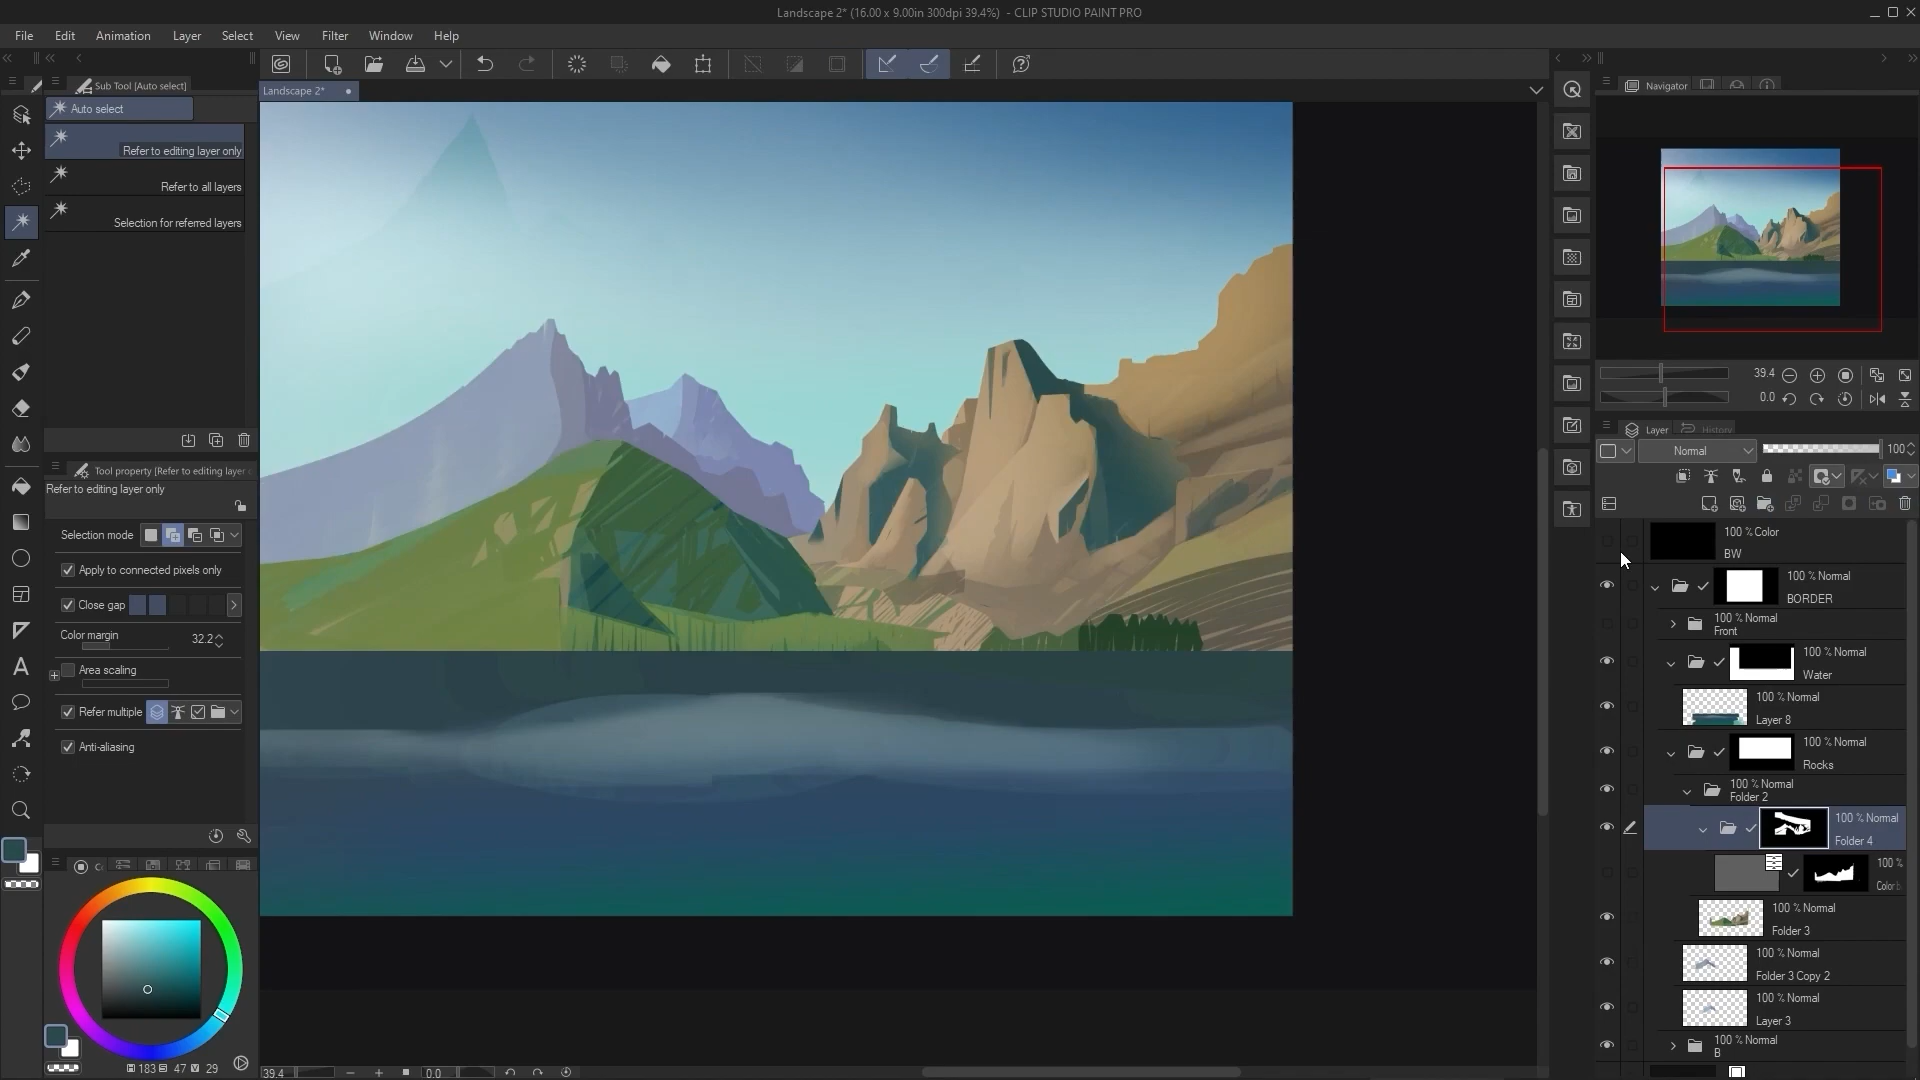 Landscape 2* (16.00 x 9.00in 300dpi 39.4%) - CLIP STUDIO PAINT PRO
File Edit Animation Layer Select View Filter Window Help
Sub Tool [Auto select]
Auto select
Refer to editing layer only
Refer to all layers
Selection for referred layers
Landscape 2*
Navigator
39.4
0.0
Layer History
Normal 100
100 % Color
BW
100 % Normal
BORDER
100 % Normal
Front
100 % Normal
Water
100 % Normal
Layer 8
100 % Normal
Rocks
100 % Normal
Folder 2
100 % Normal
Folder 4
100 %
100 % Normal
Folder 3
100 % Normal
Folder 3 Copy 2
100 % Normal
Layer 3
100 % Normal
B
Tool property [Refer to editing layer
Refer to editing layer only
Selection mode
Apply to connected pixels only
Close gap
Color margin 32.2
Area scaling
Refer multiple
Anti-aliasing
H 183 S 47 V 29
39.4 0.0